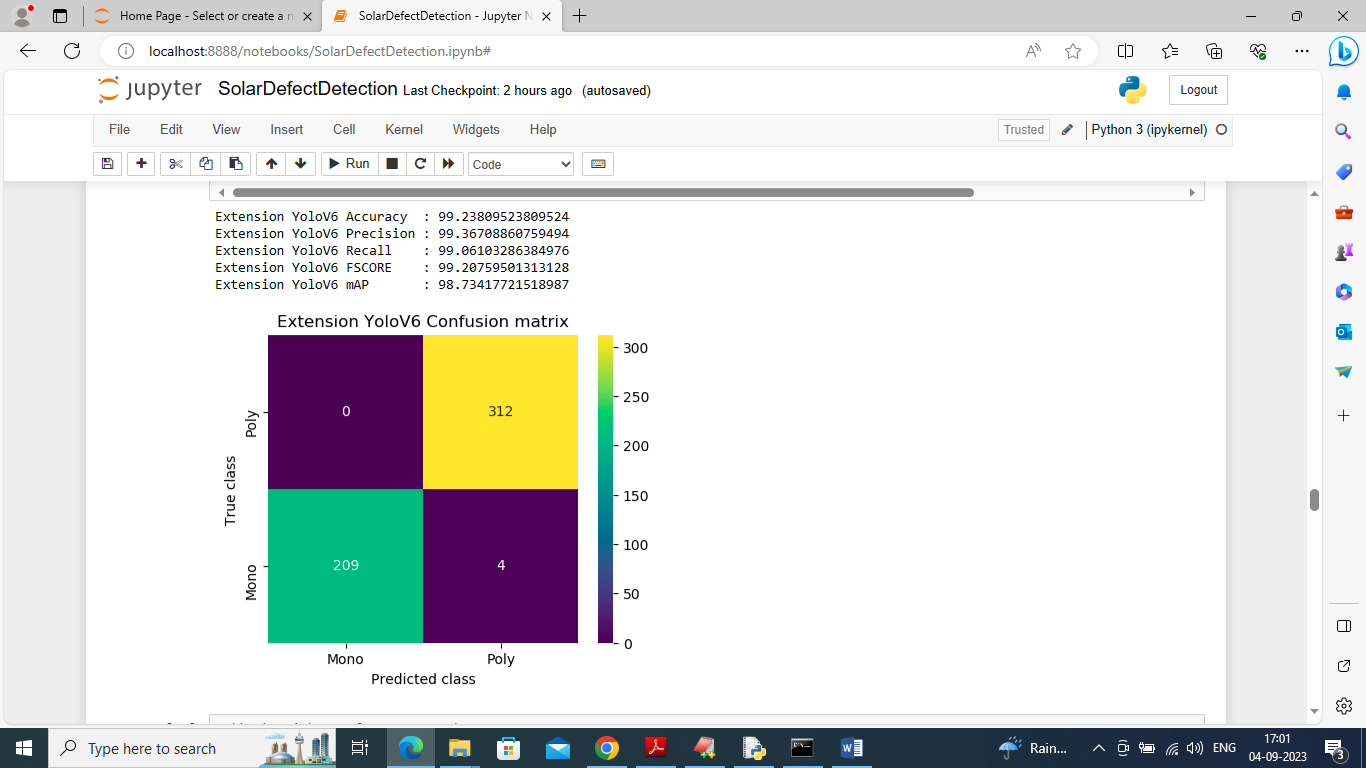 Home Page - Select or create a n
SolarDefectDetection - Jupyter N
localhost:8888/notebooks/SolarDefectDetection.ipynb#
jupyter SolarDefectDetection Last Checkpoint: 2 hours ago (autosaved)
Logout
File Edit View Insert Cell Kernel Widgets Help
Trusted
Python 3 (ipykernel)
Run
Code
Extension YoloV6 Accuracy : 99.23809523809524
Extension YoloV6 Precision : 99.36708860759494
Extension YoloV6 Recall : 99.06103286384976
Extension YoloV6 FSCORE : 99.20759501313128
Extension YoloV6 mAP : 98.73417721518987
Extension YoloV6 Confusion matrix
True class
Poly
0 312
Mono
209 4
Mono Poly
Predicted class
300
250
200
150
100
50
0
Type here to search
Rain...
ENG
17:01
04-09-2023
3